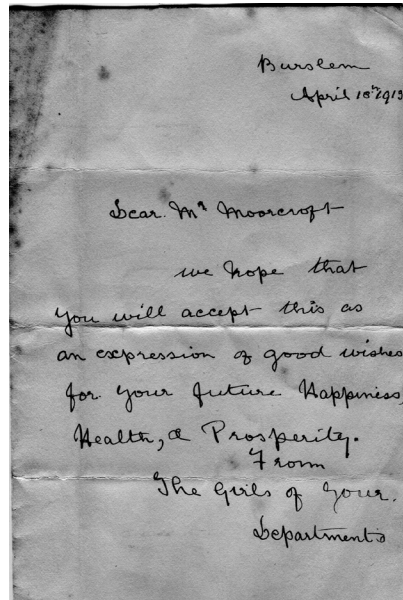 Burslem
April 18th, 1913
Dear Mr Moorcroft
we hope that
you will accept this as
an expression of good wishes
for your future Happiness,
Health, & Prosperity.
From
The Girls of Your.
Departments